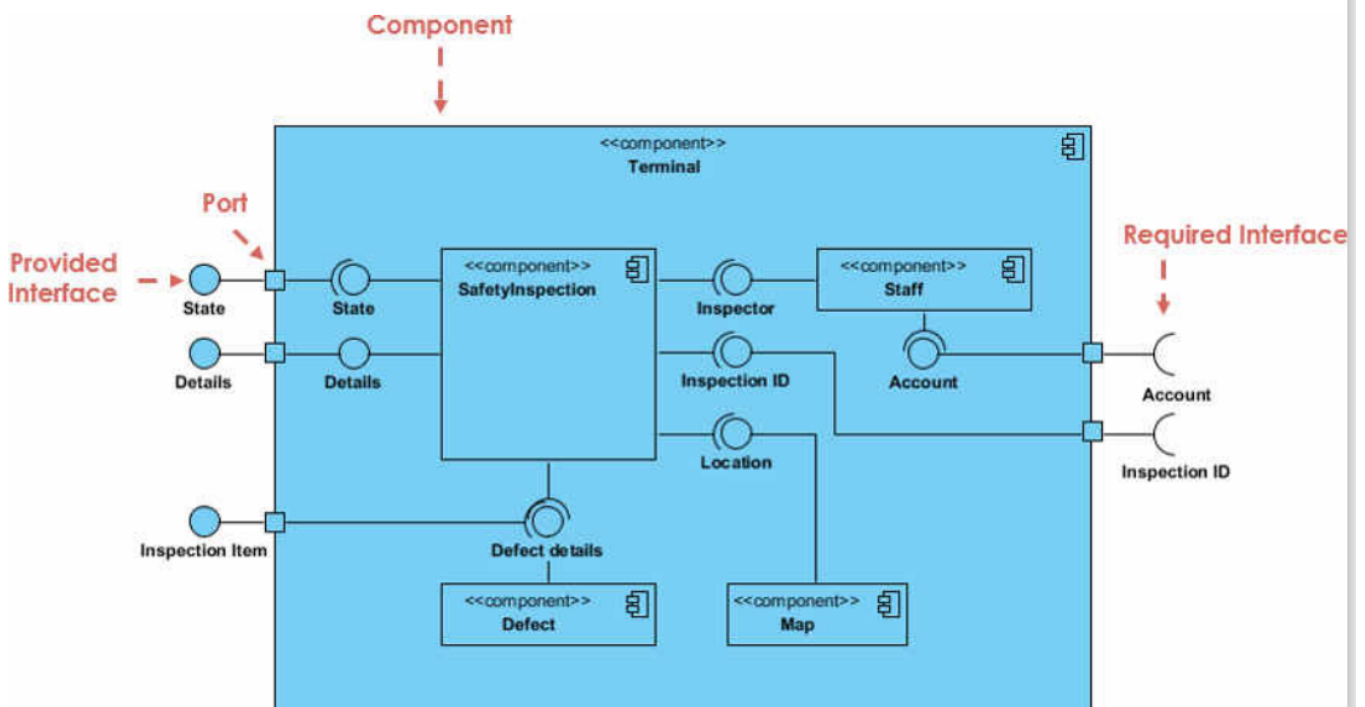 Component
<<component>>
Terminal
Port
Required Interface
Provided
Interface
<<component>>
SafetyInspection
<<component>>
Staff
State
State
Inspector
Details
Details
Inspection ID
Account
Account
Location
Inspection ID
Inspection Item
Defect details
<<component>>
Defect
<<component>>
Map